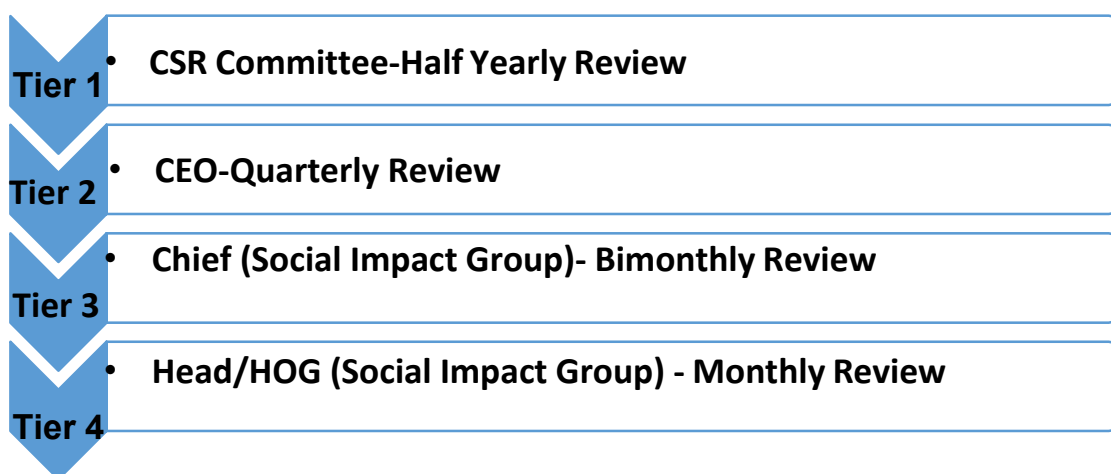 Tier 1
• CSR Committee-Half Yearly Review
Tier 2
• CEO-Quarterly Review
Tier 3
• Chief (Social Impact Group)- Bimonthly Review
Tier 4
• Head/HOG (Social Impact Group) - Monthly Review